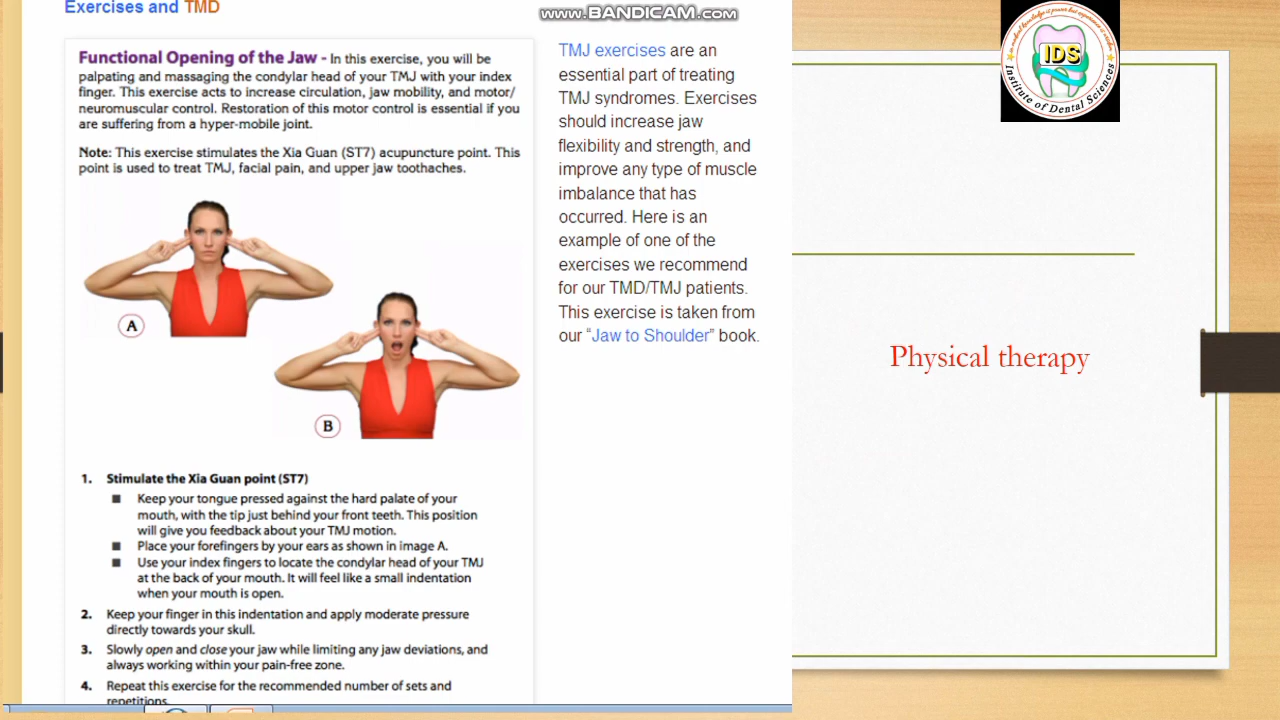 Exercises and TMD
www.BANDICAM.com
Functional Opening of the Jaw - In this exercise, you will be
palpating and massaging the condylar head of your TMJ with your index
finger. This exercise acts to increase circulation, jaw mobility, and motor/
neuromuscular control. Restoration of this motor control is essential if you
are suffering from a hyper-mobile joint.
Note: This exercise stimulates the Xia Guan (ST7) acupuncture point. This
point is used to treat TMJ, facial pain, and upper jaw toothaches.
A
B
1. Stimulate the Xia Guan point (ST7)
■ Keep your tongue pressed against the hard palate of your
mouth, with the tip just behind your front teeth. This position
will give you feedback about your TMJ motion.
■ Place your forefingers by your ears as shown in image A.
■ Use your index fingers to locate the condylar head of your TMJ
at the back of your mouth. It will feel like a small indentation
when your mouth is open.
2. Keep your finger in this indentation and apply moderate pressure
directly towards your skull.
3. Slowly open and close your jaw while limiting any jaw deviations, and
always working within your pain-free zone.
4. Repeat this exercise for the recommended number of sets and
repetitions.
TMJ exercises are an
essential part of treating
TMJ syndromes. Exercises
should increase jaw
flexibility and strength, and
improve any type of muscle
imbalance that has
occurred. Here is an
example of one of the
exercises we recommend
for our TMD/TMJ patients.
This exercise is taken from
our “Jaw to Shoulder” book.
IDS
Institute of Dental Sciences
Physical therapy